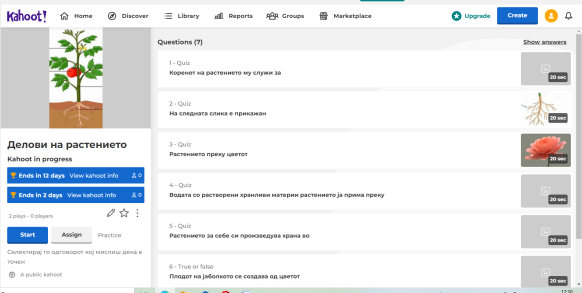 Kahoot!
Home
Discover
Library
Reports
Groups
Marketplace
Upgrade
Create
Questions (7)
Show answers
1 - Quiz
Коренот на растението му служи за
20 sec
2 - Quiz
На следната слика е прикажан
20 sec
3 - Quiz
Растението преку цветот
20 sec
4 - Quiz
Водата со растворени хранливи материи растението ја прима преку
20 sec
5 - Quiz
Растението за себе си произведува храна во
20 sec
6 - True or false
Плодот на јаболкото се создава од цветот
20 sec
Делови на растението
Kahoot in progress
Ends in 12 days View kahoot info 0
Ends in 2 days View kahoot info 0
2 plays · 0 players
Start
Assign
Practice
Селектирај го одговорот кој мислиш дека е
точен
A public kahoot
12:10